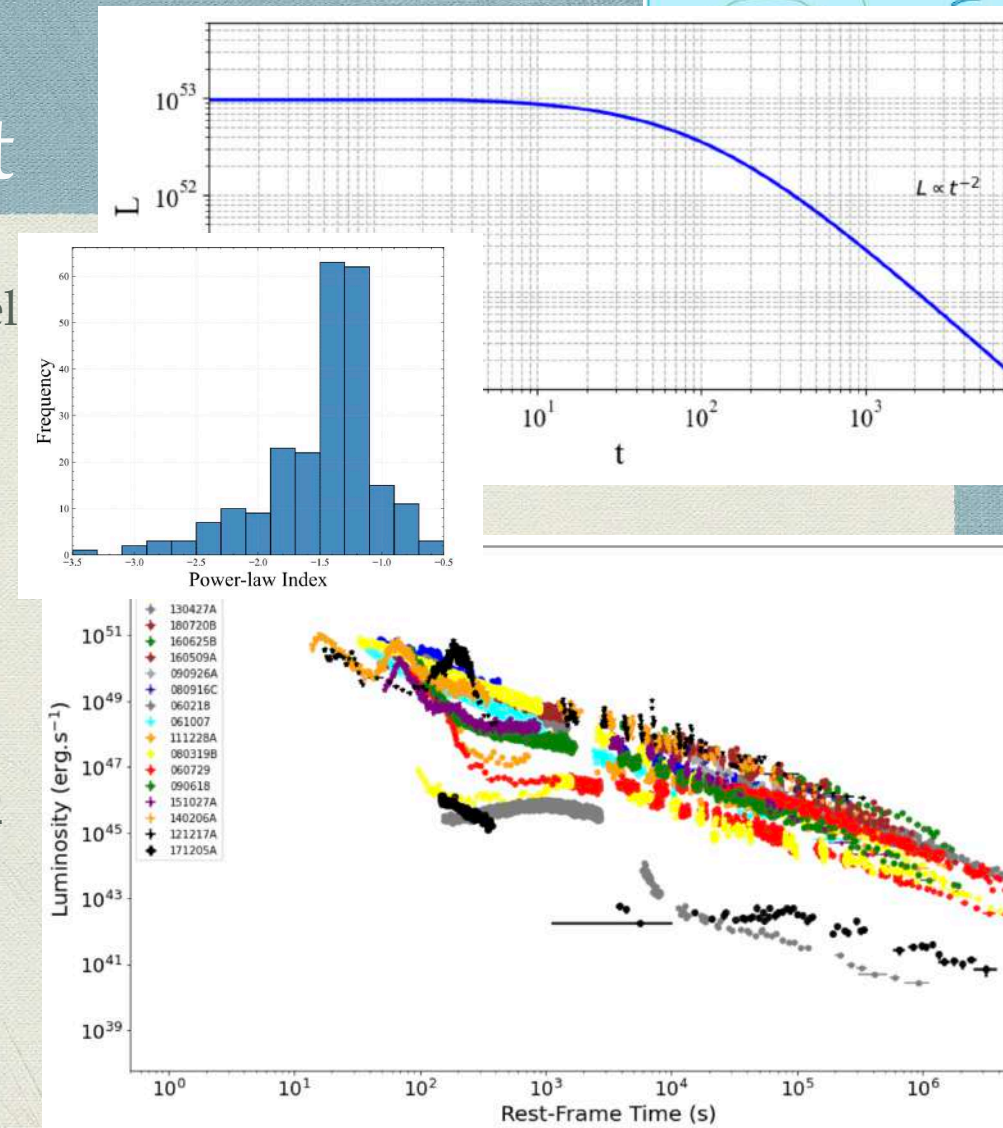 t
el
10^53
10^52
L
L ∝ t^−2
10^1 10^2 10^3
t
60
50
40
30
20
10
0
Frequency
−3.5 −3.0 −2.5 −2.0 −1.5 −1.0 −0.5
Power-law Index
130427A
180720B
160625B
160509A
090926A
080916C
060218
061007
111228A
080319B
060729
090618
151027A
140206A
121217A
171205A
10^51
10^49
10^47
10^45
10^43
10^41
10^39
Luminosity (erg.s^−1)
10^0 10^1 10^2 10^3 10^4 10^5 10^6
Rest-Frame Time (s)